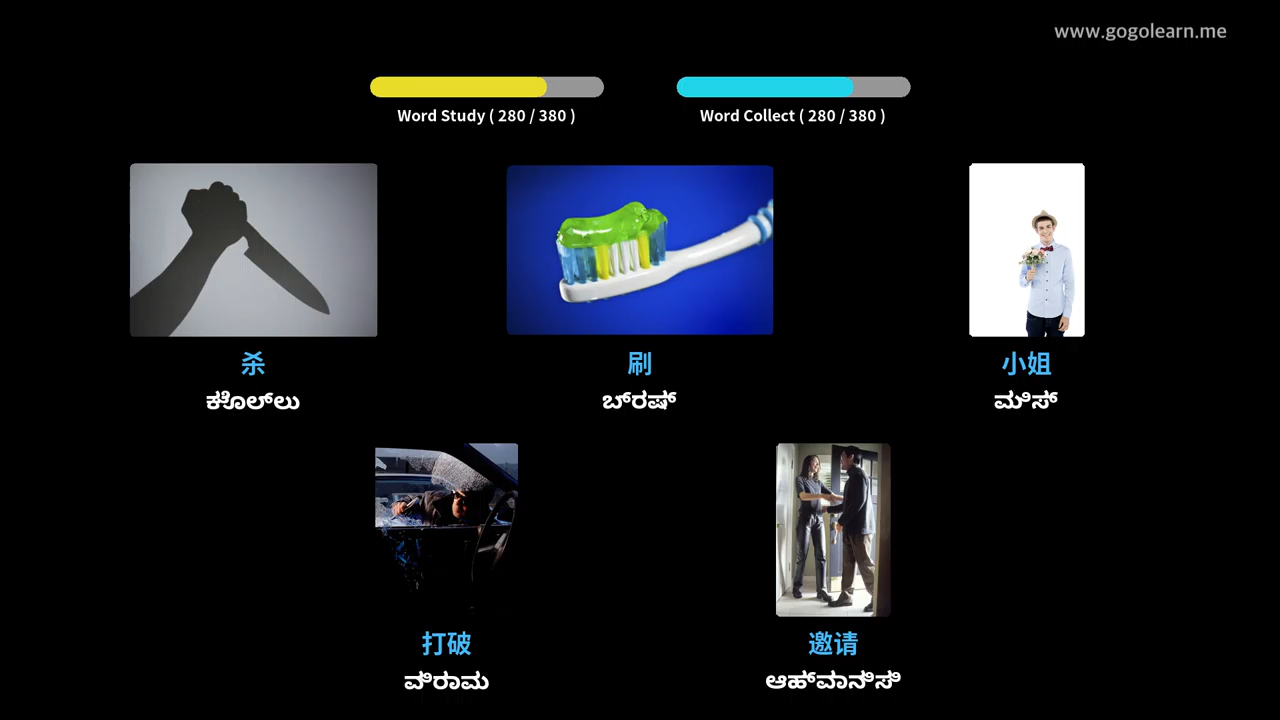 www.gogolearn.me
Word Study ( 280 / 380 )
Word Collect ( 280 / 380 )
杀
ಕೊಲ್ಲು
刷
ಬ್ರಷ್
小姐
ಮಿಸ್
打破
ವಿರಾಮ
邀请
ಆಹ್ವಾನಿಸಿ